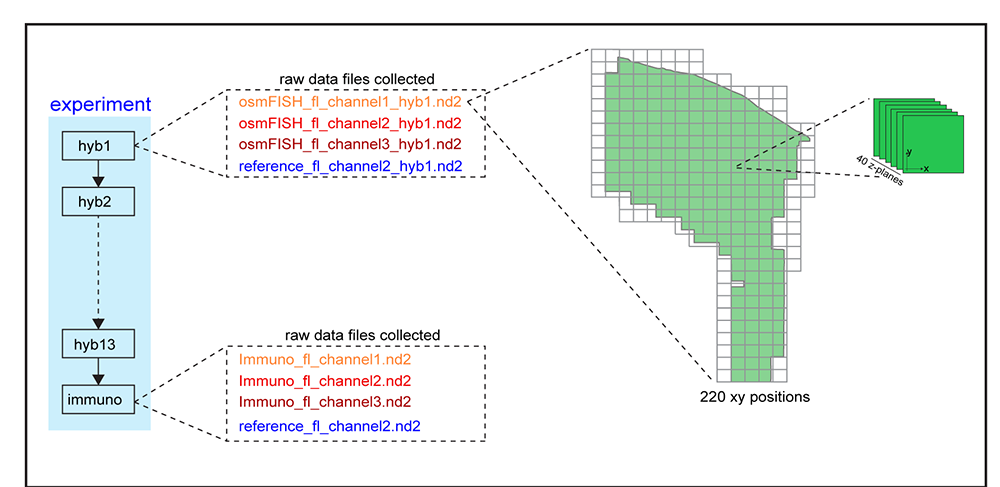 experiment
hyb1
hyb2
hyb13
immuno
raw data files collected
osmFISH_fl_channel1_hyb1.nd2
osmFISH_fl_channel2_hyb1.nd2
osmFISH_fl_channel3_hyb1.nd2
reference_fl_channel2_hyb1.nd2
raw data files collected
Immuno_fl_channel1.nd2
Immuno_fl_channel2.nd2
Immuno_fl_channel3.nd2
reference_fl_channel2.nd2
220 xy positions
y
x
40 z-planes